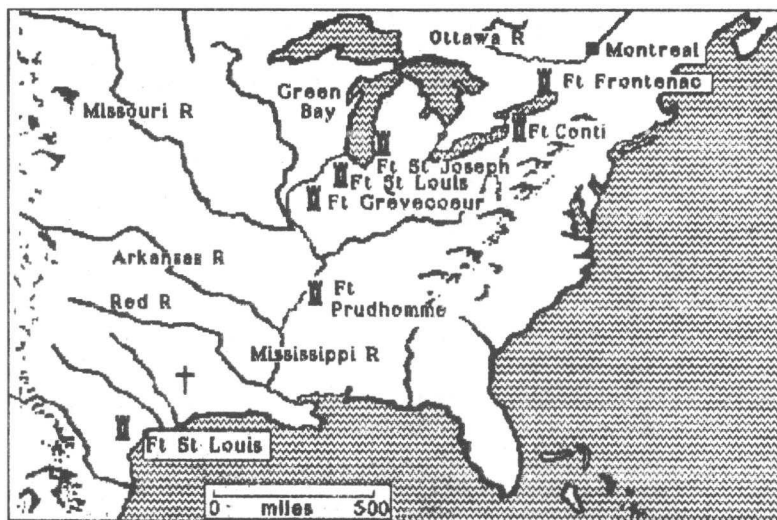 Ottawa R
Montreal
Ft Frontenac
Green
Bay
Missouri R
Ft Conti
Ft St Joseph
Ft St Louis
Ft Crevecoeur
Arkansas R
Ft
Prudhomme
Red R
Mississippi R
Ft St Louis
0 miles 500